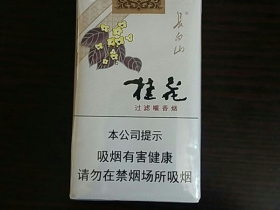 长白山
桂花
过滤嘴香烟
本公司提示
吸烟有害健康
请勿在禁烟场所吸烟